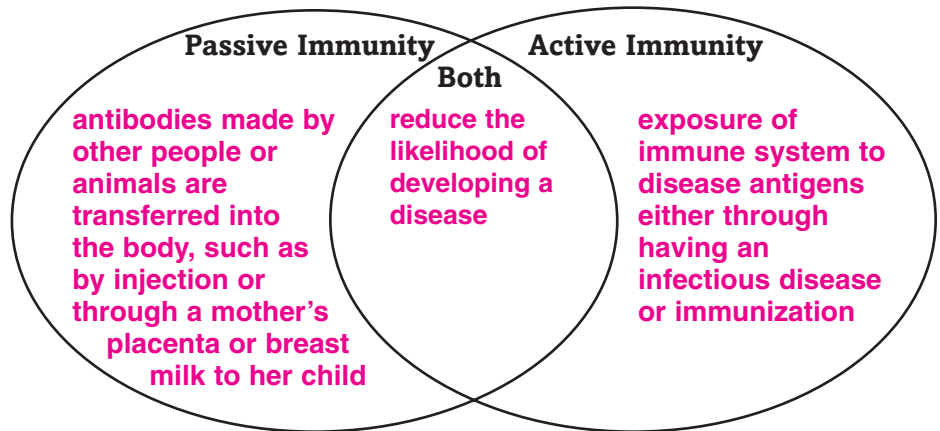 Passive Immunity
antibodies made by
other people or
animals are
transferred into
the body, such as
by injection or
through a mother’s
placenta or breast
milk to her child
Both
reduce the
likelihood of
developing a
disease
Active Immunity
exposure of
immune system to
disease antigens
either through
having an
infectious disease
or immunization